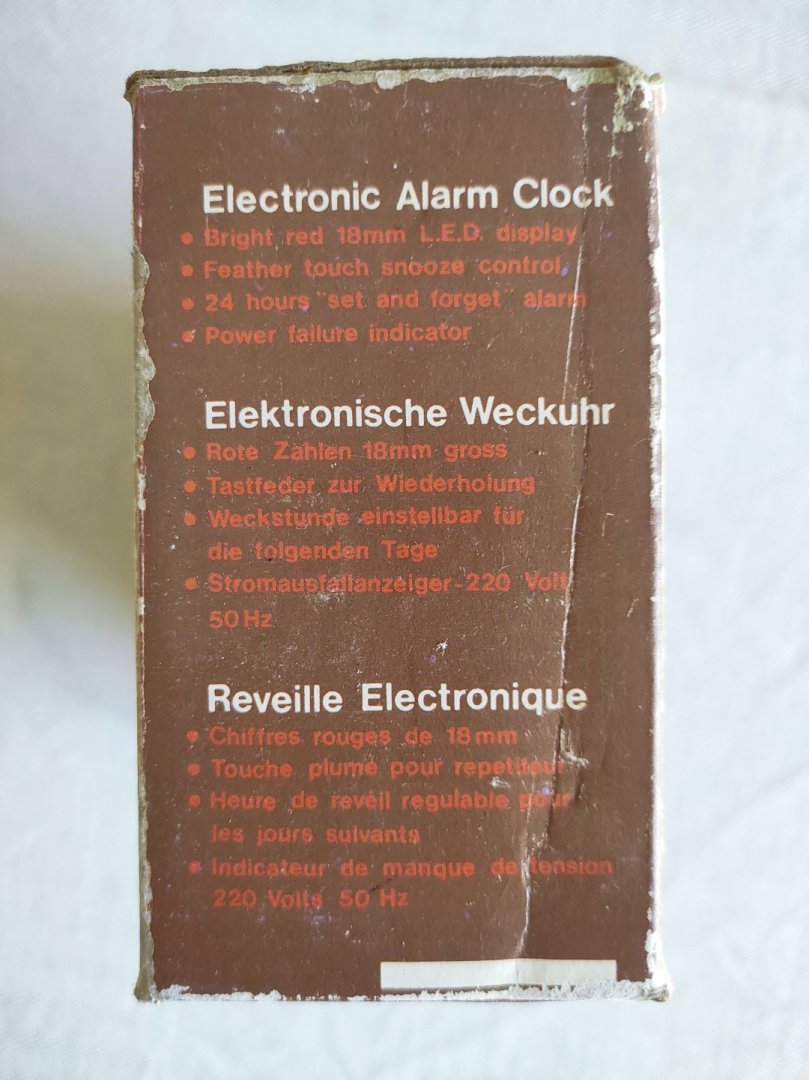 Electronic Alarm Clock
• Bright red 18mm L.E.D. display
• Feather touch snooze control
• 24 hours "set and forget" alarm
• Power failure indicator
Elektronische Weckuhr
• Rote Zahlen 18mm gross
• Tastfeder zur Wiederholung
• Weckstunde einstellbar für
die folgenden Tage
• Stromausfallanzeiger-220 Volt
50Hz
Reveille Electronique
• Chiffres rouges de 18mm
• Touche plume pour repetiteur
• Heure de reveil regulable pour
les jours suivants
• Indicateur de manque de tension
220 Volts 50 Hz